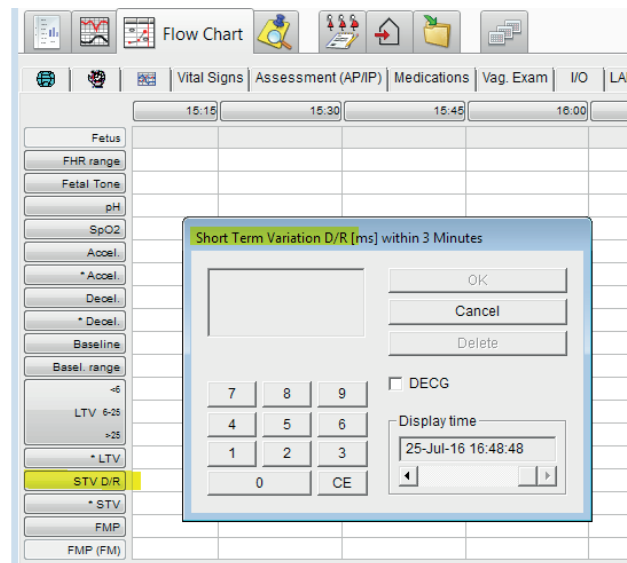 Flow Chart
Vital Signs Assessment (AP/IP) Medications Vag. Exam I/O LA
15:15 15:30 15:45 16:00
Fetus
FHR range
Fetal Tone
pH
SpO2
Accel.
* Accel.
Decel.
* Decel.
Baseline
Basel. range
<6
LTV 6-25
>25
* LTV
STV D/R
* STV
FMP
FMP (FM)
Short Term Variation D/R [ms] within 3 Minutes
OK
Cancel
Delete
DECG
7 8 9
4 5 6
1 2 3
0 CE
Display time
25-Jul-16 16:48:48